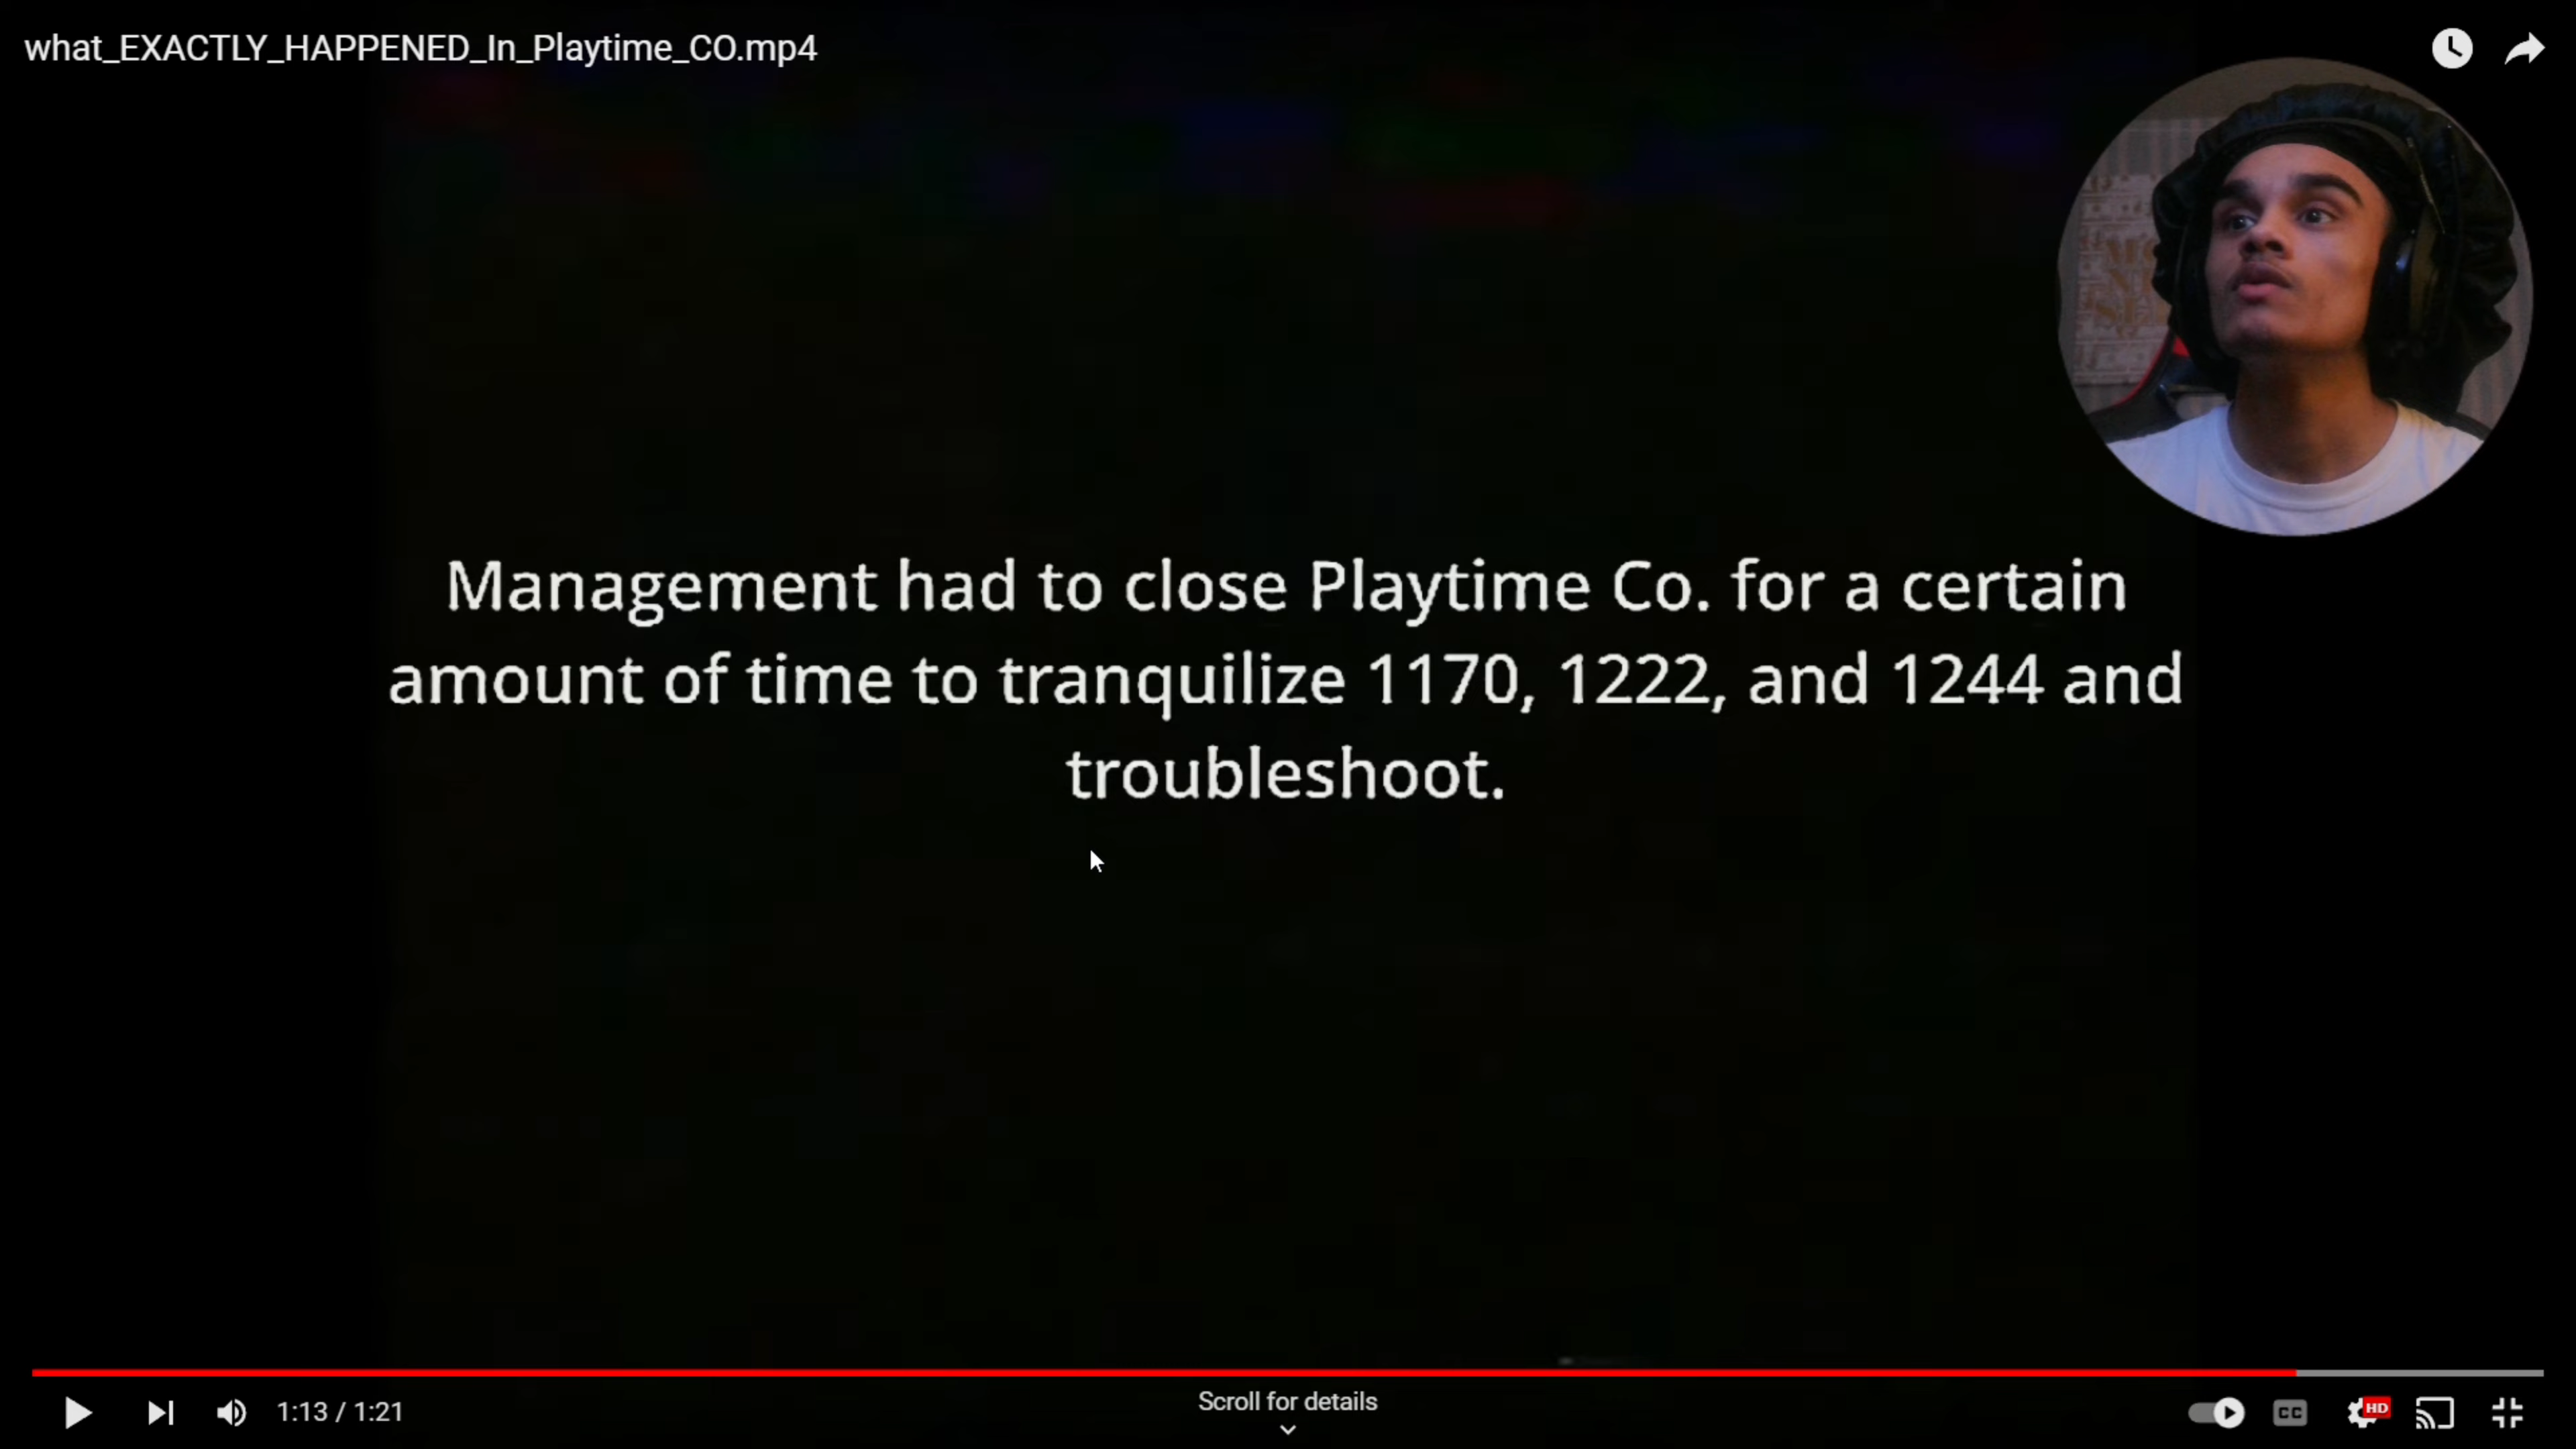 what_EXACTLY_HAPPENED_In_Playtime_CO.mp4
Management had to close Playtime Co. for a certain
amount of time to tranquilize 1170, 1222, and 1244 and
troubleshoot.
Scroll for details
1:13 / 1:21
CC
HD